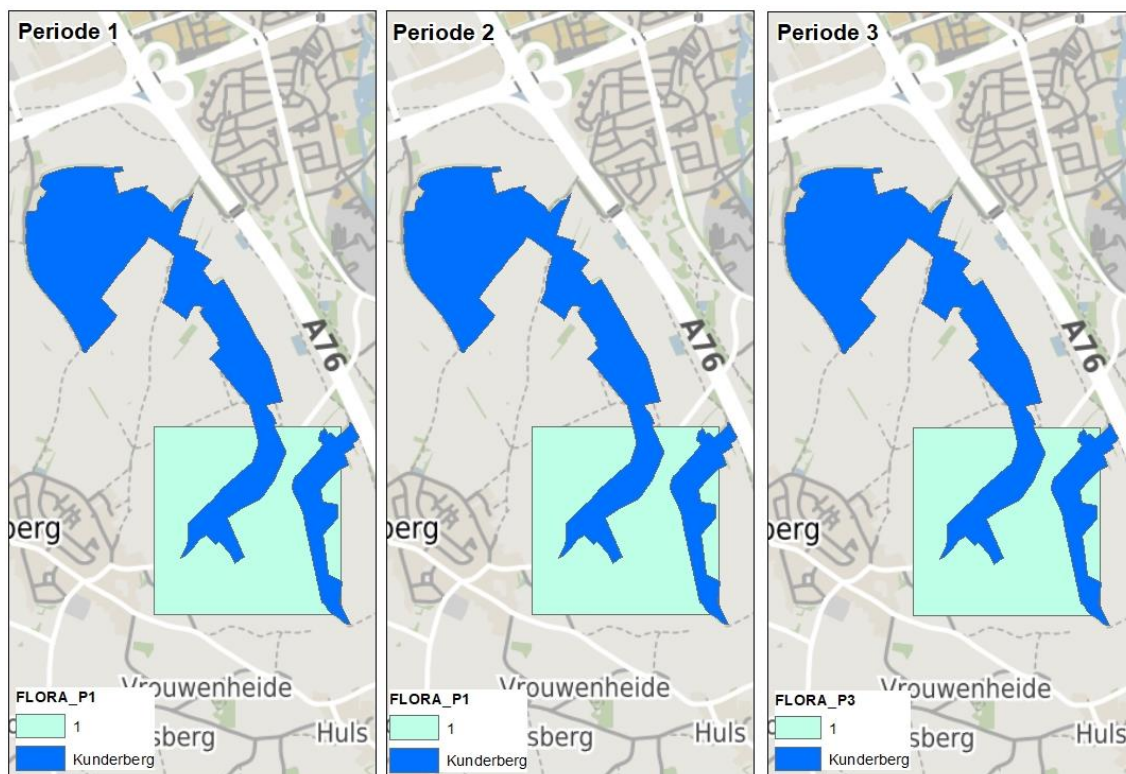 Periode 1
A76
berg
Vrouwenheide
sberg
Huls
FLORA_P1
1
Kunderberg
Periode 2
A76
berg
Vrouwenheide
sberg
Huls
FLORA_P1
1
Kunderberg
Periode 3
A76
berg
Vrouwenheide
sberg
Huls
FLORA_P3
1
Kunderberg